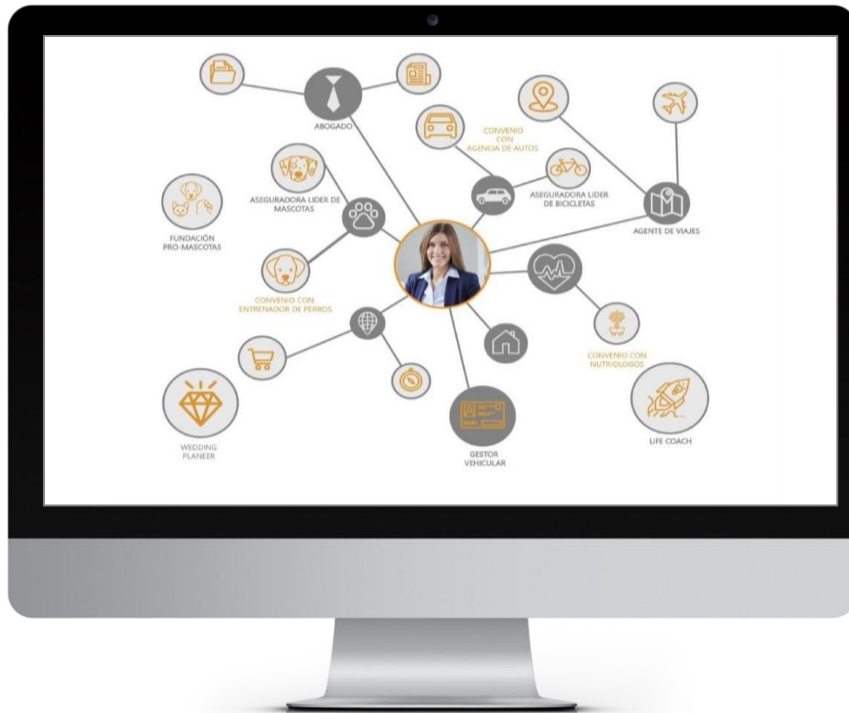 ABOGADO
CONVENIO
CON
AGENCIA DE AUTOS
ASEGURADORA LIDER DE
MASCOTAS
ASEGURADORA LIDER
DE BICICLETAS
AGENTE DE VIAJES
FUNDACIÓN
PRO-MASCOTAS
CONVENIO CON
ENTRENADOR DE PERROS
CONVENIO CON
NUTRIOLOGOS
WEDDING
PLANEER
GESTOR
VEHICULAR
LIFE COACH